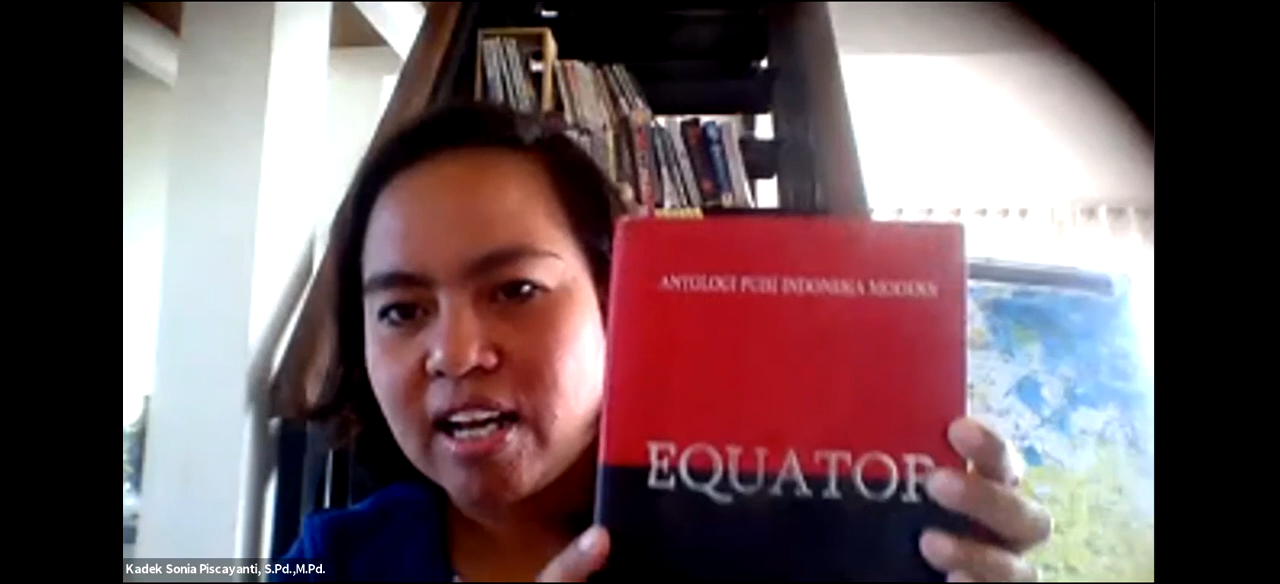 ANTOLOGI PUISI INDONESIA MODERN
EQUATOR
Kadek Sonia Piscayanti, S.Pd.,M.Pd.